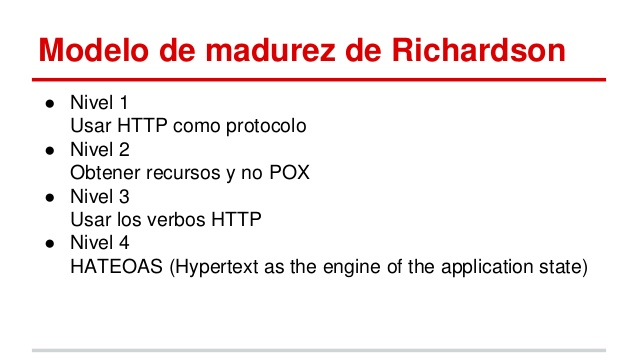 Modelo de madurez de Richardson
● Nivel 1
Usar HTTP como protocolo
● Nivel 2
Obtener recursos y no POX
● Nivel 3
Usar los verbos HTTP
● Nivel 4
HATEOAS (Hypertext as the engine of the application state)